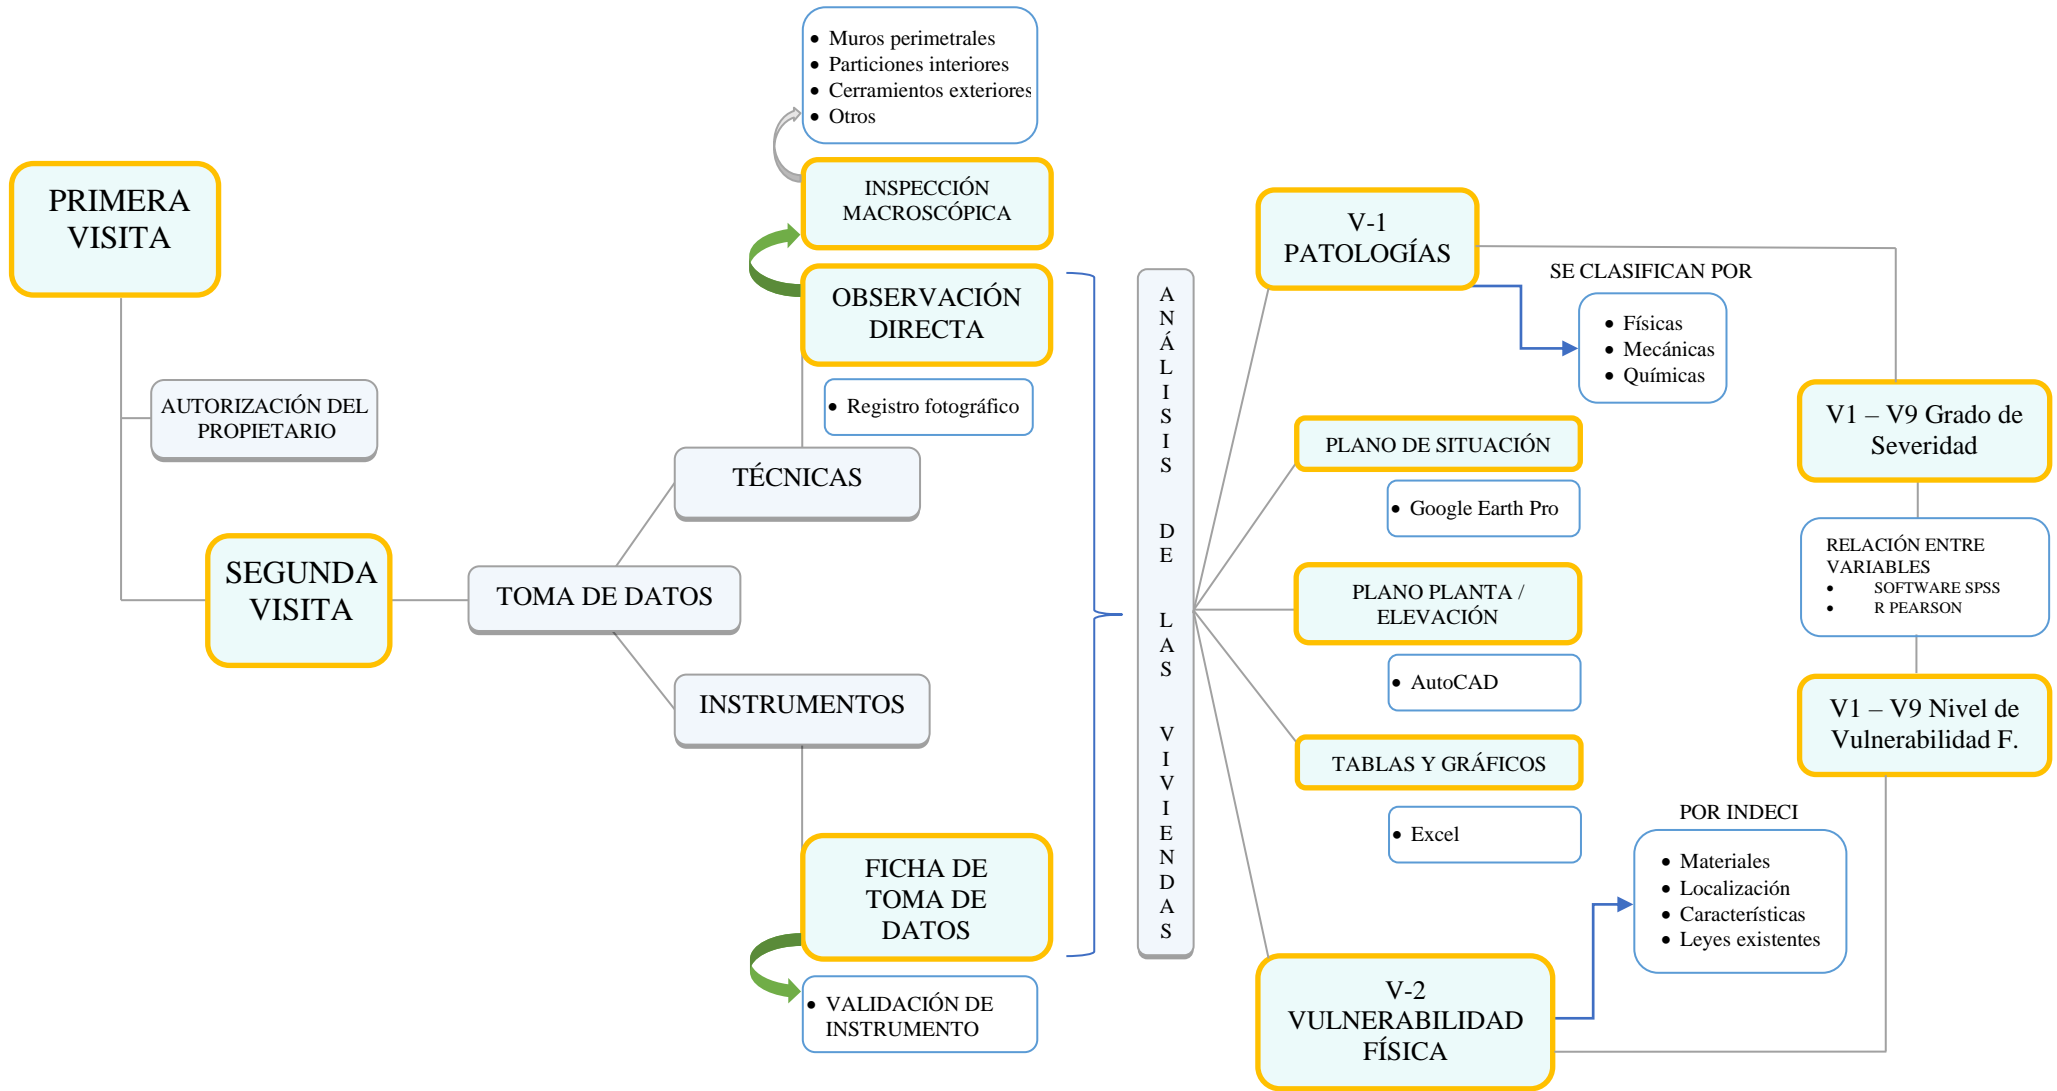 PRIMERA
VISITA
AUTORIZACIÓN DEL
PROPIETARIO
SEGUNDA
VISITA
TOMA DE DATOS
TÉCNICAS
INSTRUMENTOS
• Muros perimetrales
• Particiones interiores
• Cerramientos exteriores
• Otros
INSPECCIÓN
MACROSCÓPICA
OBSERVACIÓN
DIRECTA
• Registro fotográfico
FICHA DE
TOMA DE
DATOS
• VALIDACIÓN DE
INSTRUMENTO
ANÁLISIS DE LAS VIVIENDAS
V-1
PATOLOGÍAS
SE CLASIFICAN POR
• Físicas
• Mecánicas
• Químicas
PLANO DE SITUACIÓN
• Google Earth Pro
PLANO PLANTA /
ELEVACIÓN
• AutoCAD
TABLAS Y GRÁFICOS
• Excel
V-2
VULNERABILIDAD
FÍSICA
POR INDECI
• Materiales
• Localización
• Características
• Leyes existentes
V1 – V9 Grado de
Severidad
RELACIÓN ENTRE
VARIABLES
• SOFTWARE SPSS
• R PEARSON
V1 – V9 Nivel de
Vulnerabilidad F.